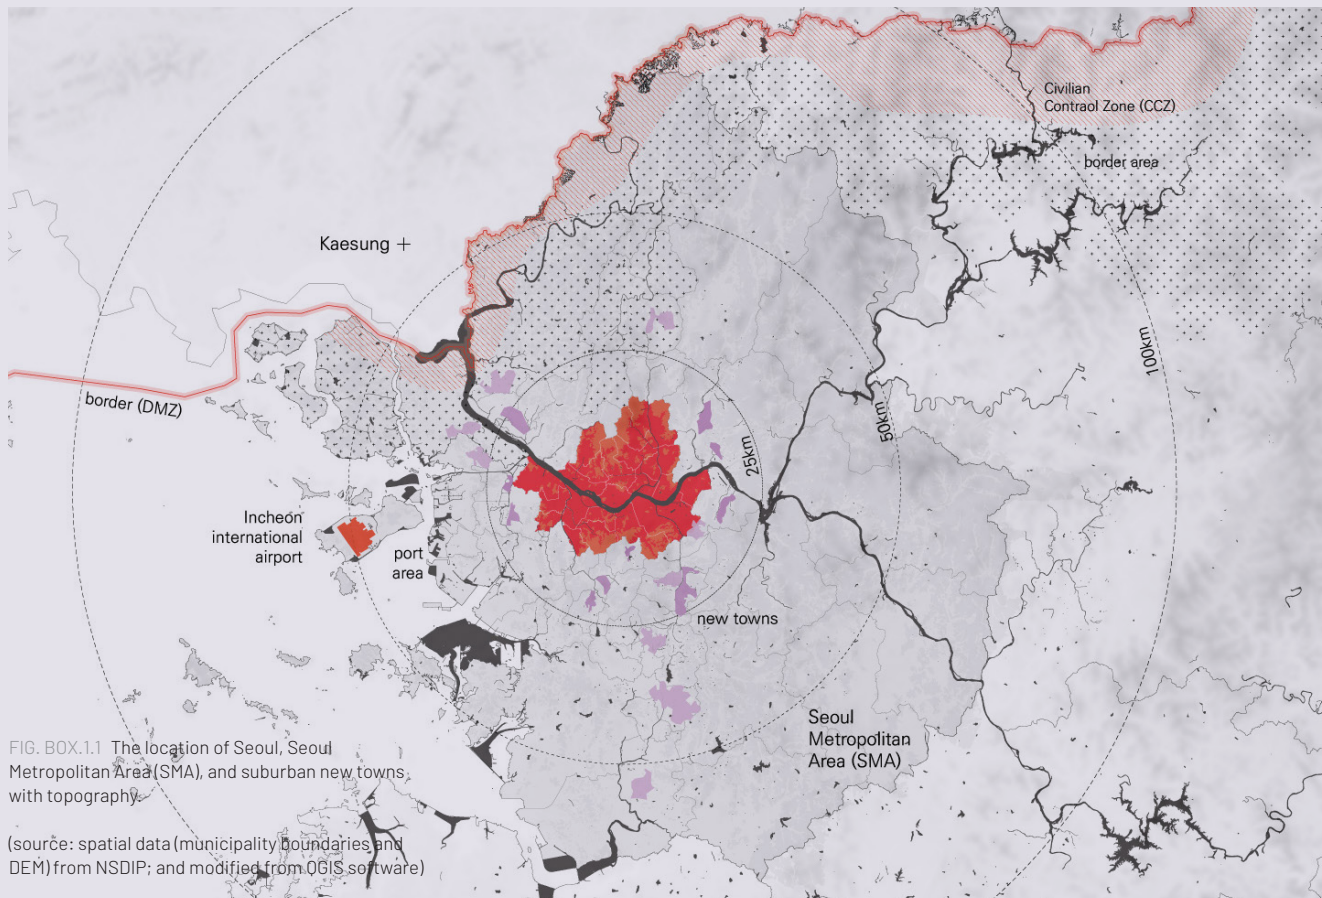 Civilian
Contraol Zone (CCZ)
border area
Kaesung
100km
border (DMZ)
50km
25km
Incheon
international
airport
port
area
new towns
Seoul
Metropolitan
Area (SMA)
FIG. BOX.1.1 The location of Seoul, Seoul
Metropolitan Area (SMA), and suburban new towns
with topography.
(source: spatial data (municipality boundaries and
DEM) from NSDIP; and modified from QGIS software)